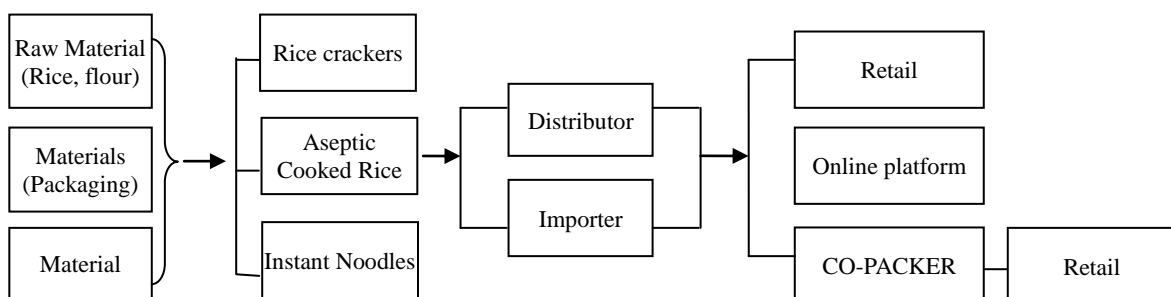 Raw Material
(Rice, flour)
Materials
(Packaging)
Material
Rice crackers
Aseptic
Cooked Rice
Instant Noodles
Distributor
Importer
Retail
Online platform
CO-PACKER
Retail